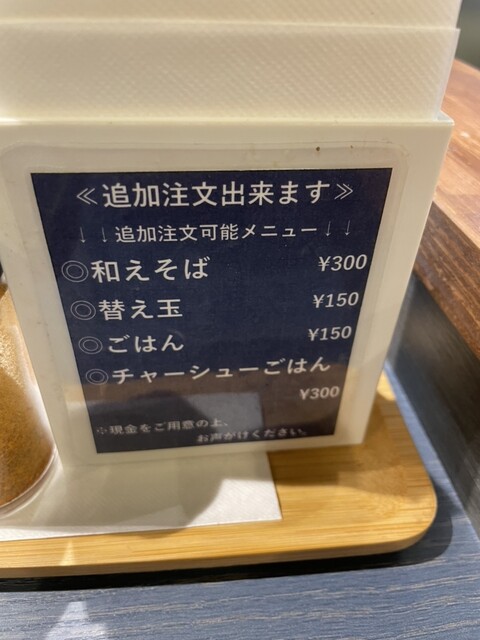 ≪追加注文出来ます≫
↓↓追加注文可能メニュー↓↓
◎和えそば ¥300
◎替え玉 ¥150
◎ごはん ¥150
◎チャーシューごはん
¥300
※現金をご用意の上、
お声がけください。